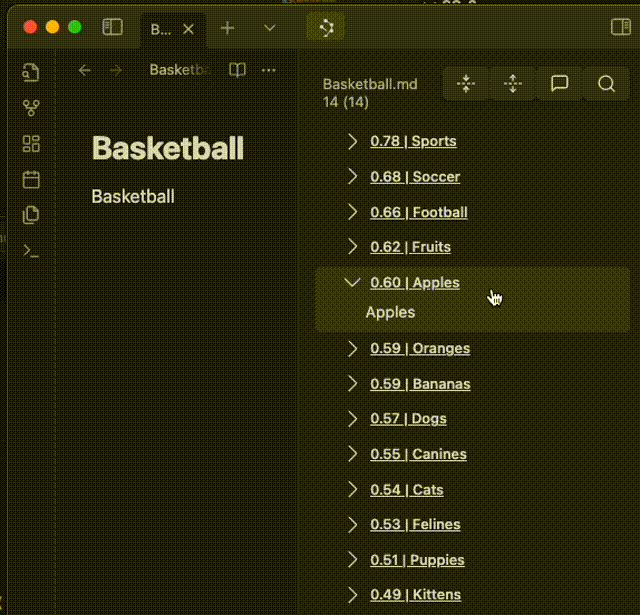 B...
Basketb
Basketball
Basketball
Basketball.md
14 (14)
0.78 | Sports
0.68 | Soccer
0.66 | Football
0.62 | Fruits
0.60 | Apples
Apples
0.59 | Oranges
0.59 | Bananas
0.57 | Dogs
0.55 | Canines
0.54 | Cats
0.53 | Felines
0.51 | Puppies
0.49 | Kittens